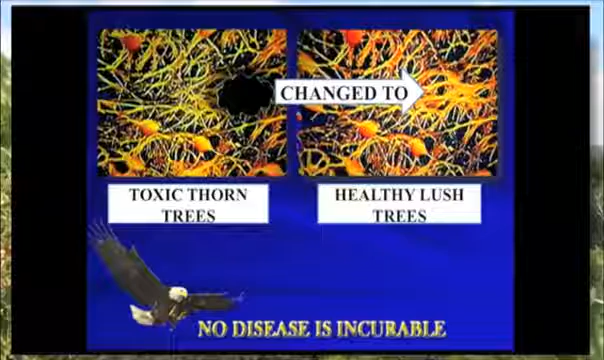 CHANGED TO
TOXIC THORN
TREES
HEALTHY LUSH
TREES
NO DISEASE IS INCURABLE